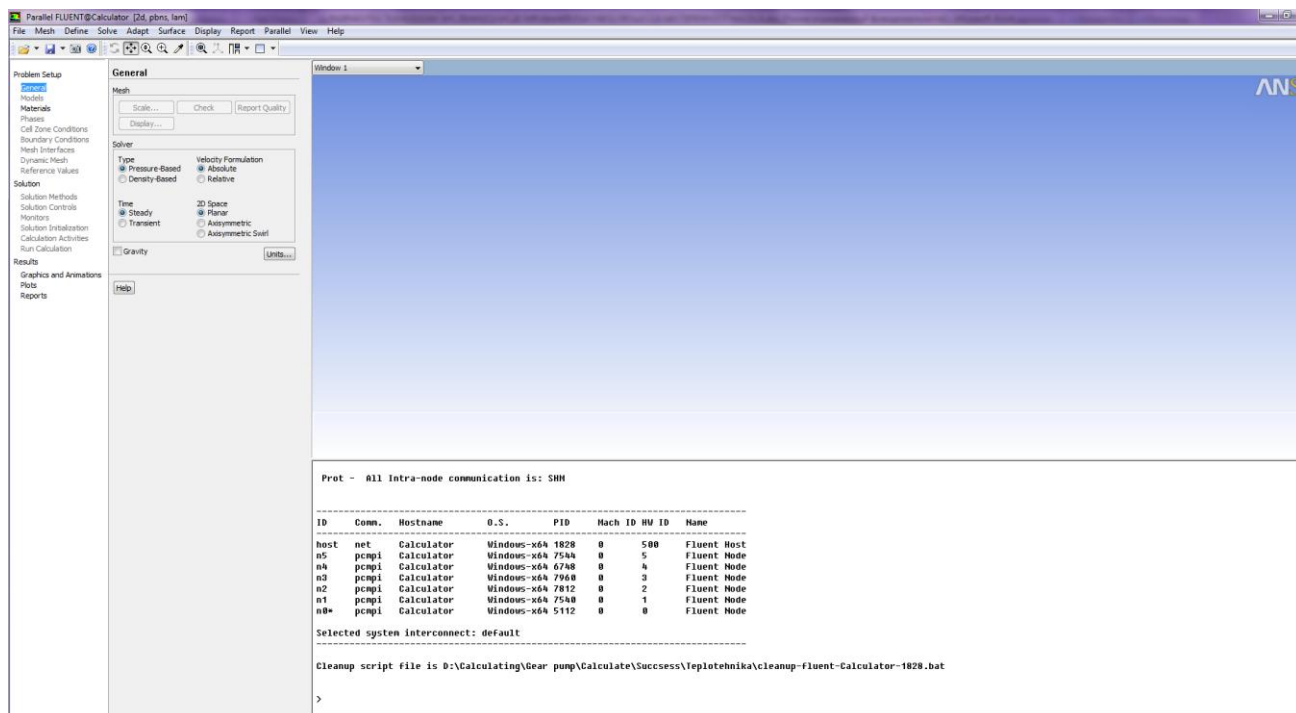 Parallel FLUENT@Calculator [2d, pbns, lam]
File Mesh Define Solve Adapt Surface Display Report Parallel View Help
Problem Setup
General
Models
Materials
Phases
Cell Zone Conditions
Boundary Conditions
Mesh Interfaces
Dynamic Mesh
Reference Values
Solution
Solution Methods
Solution Controls
Monitors
Solution Initialization
Calculation Activities
Run Calculation
Results
Graphics and Animations
Plots
Reports
General
Mesh
Scale... Check Report Quality
Display...
Solver
Type Velocity Formulation
Pressure-Based Absolute
Density-Based Relative
Time 2D Space
Steady Planar
Transient Axisymmetric
Axisymmetric Swirl
Gravity Units...
Help
Window 1
ANS
Prot - All Intra-node communication is: SHM
------------------------------------------------------------------------------
ID Comm. Hostname O.S. PID Mach ID HW ID Name
------------------------------------------------------------------------------
host net Calculator Windows-x64 1828 0 500 Fluent Host
n5 pcmpi Calculator Windows-x64 7544 0 5 Fluent Node
n4 pcmpi Calculator Windows-x64 6748 0 4 Fluent Node
n3 pcmpi Calculator Windows-x64 7960 0 3 Fluent Node
n2 pcmpi Calculator Windows-x64 7812 0 2 Fluent Node
n1 pcmpi Calculator Windows-x64 7540 0 1 Fluent Node
n0* pcmpi Calculator Windows-x64 5112 0 0 Fluent Node
Selected system interconnect: default
------------------------------------------------------------------------------
Cleanup script file is D:\Calculating\Gear pump\Calculate\Succsess\Teplotehnika\cleanup-fluent-Calculator-1828.bat
>